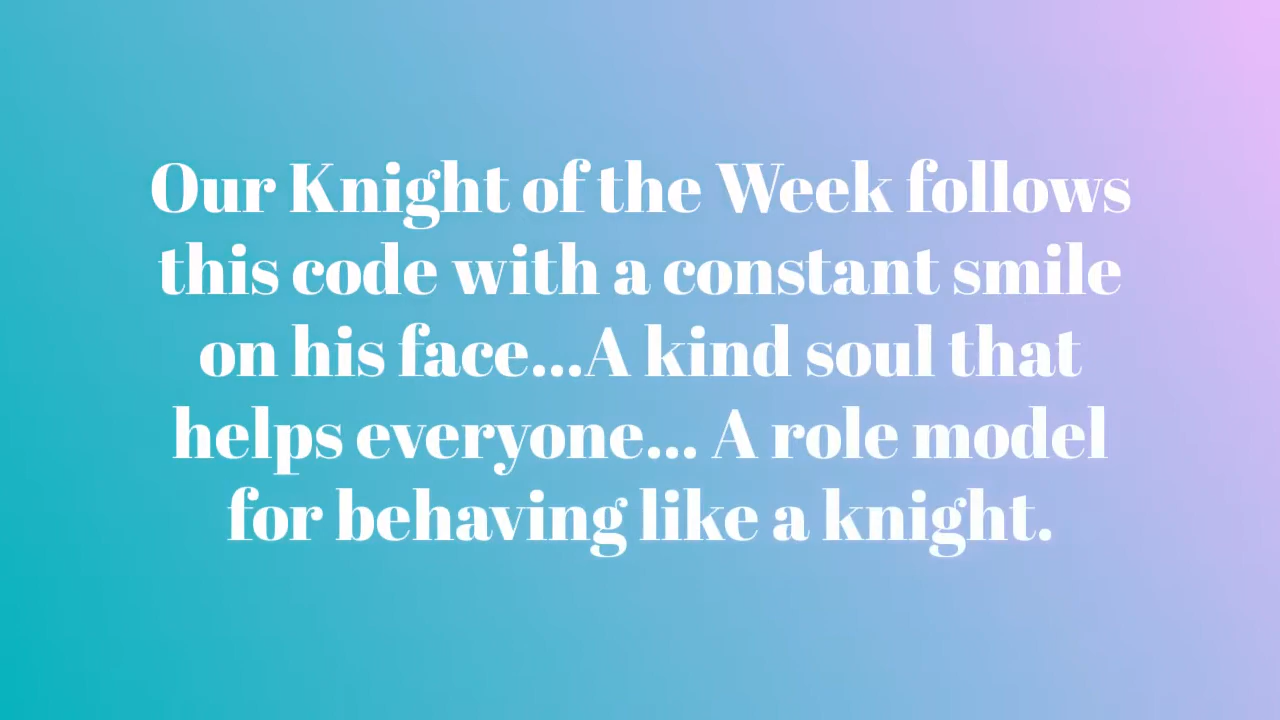 Our Knight of the Week follows
this code with a constant smile
on his face...A kind soul that
helps everyone... A role model
for behaving like a knight.